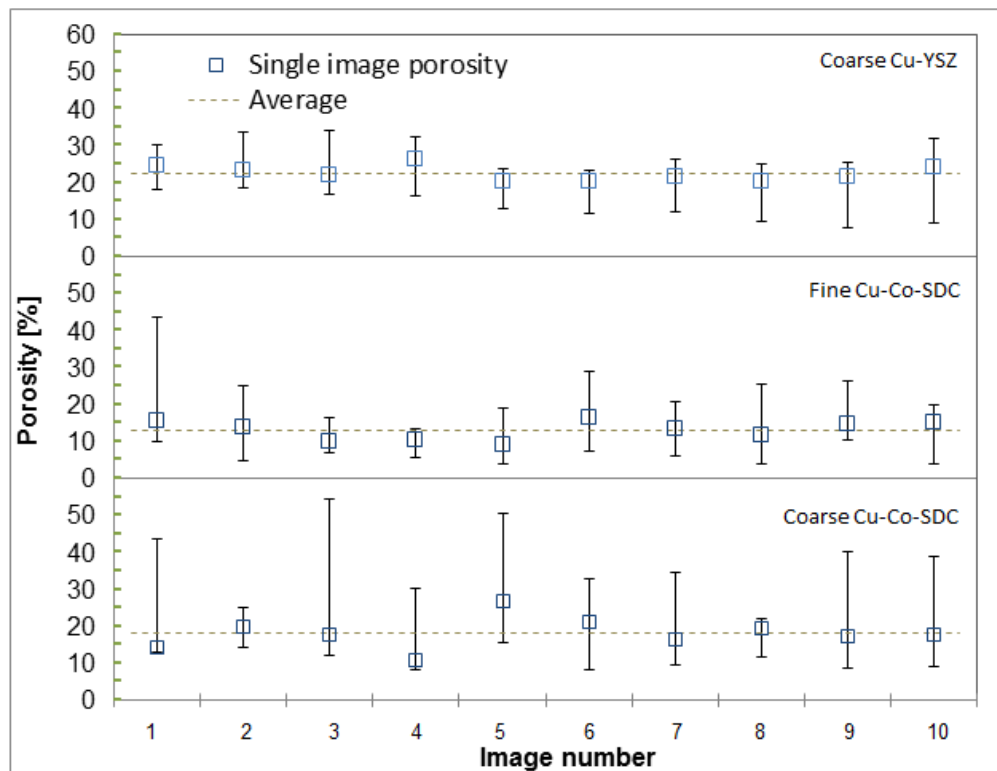 60
Single image porosity
Coarse Cu-YSZ
50
Average
40
30
20
10
0
Fine Cu-Co-SDC
50
40
30
20
10
0
Coarse Cu-Co-SDC
50
40
30
20
10
0
Porosity [%]
1 2 3 4 5 6 7 8 9 10
Image number